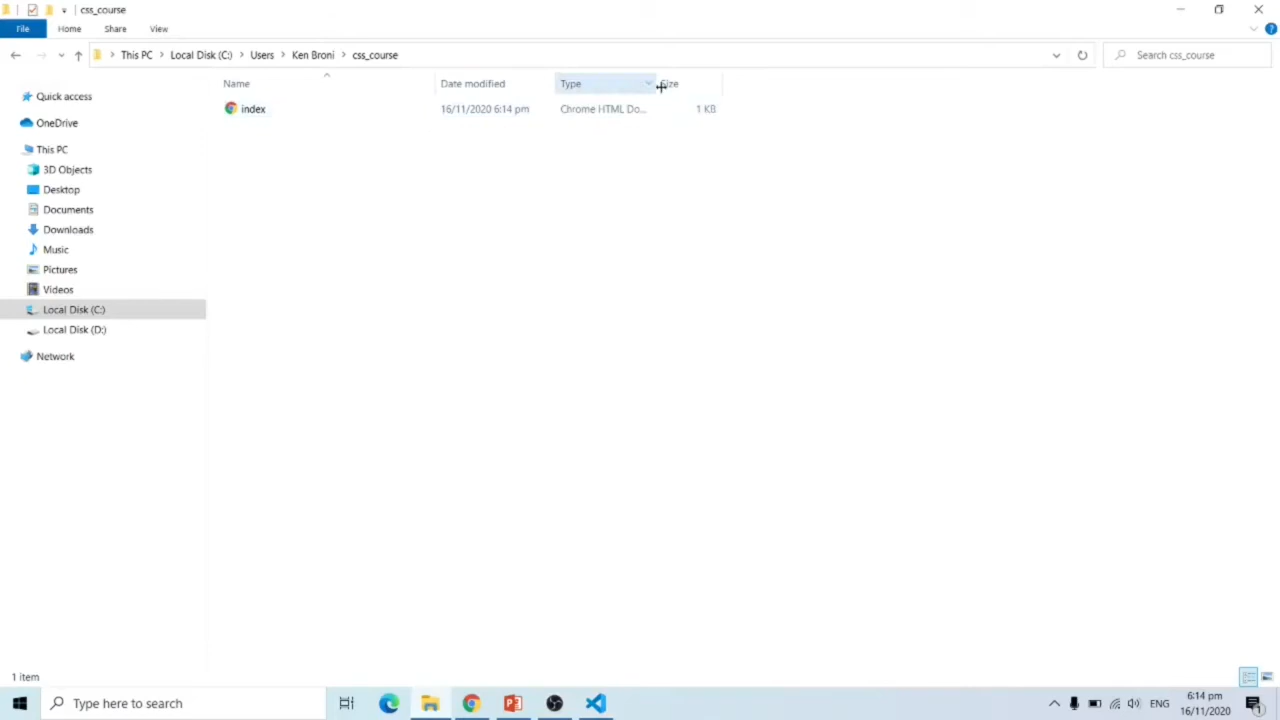 css_course
File Home Share View
This PC Local Disk (C:) Users Ken Broni css_course
Search css_course
Name Date modified Type Size
index 16/11/2020 6:14 pm Chrome HTML Do... 1 KB
Quick access
OneDrive
This PC
3D Objects
Desktop
Documents
Downloads
Music
Pictures
Videos
Local Disk (C:)
Local Disk (D:)
Network
1 item
Type here to search
ENG
6:14 pm
16/11/2020
1